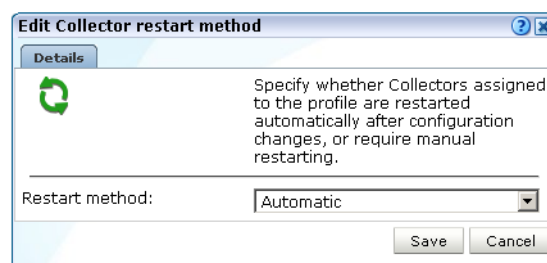 Edit Collector restart method
Details
Specify whether Collectors assigned
to the profile are restarted
automatically after configuration
changes, or require manual
restarting.
Restart method:
Automatic
Save
Cancel